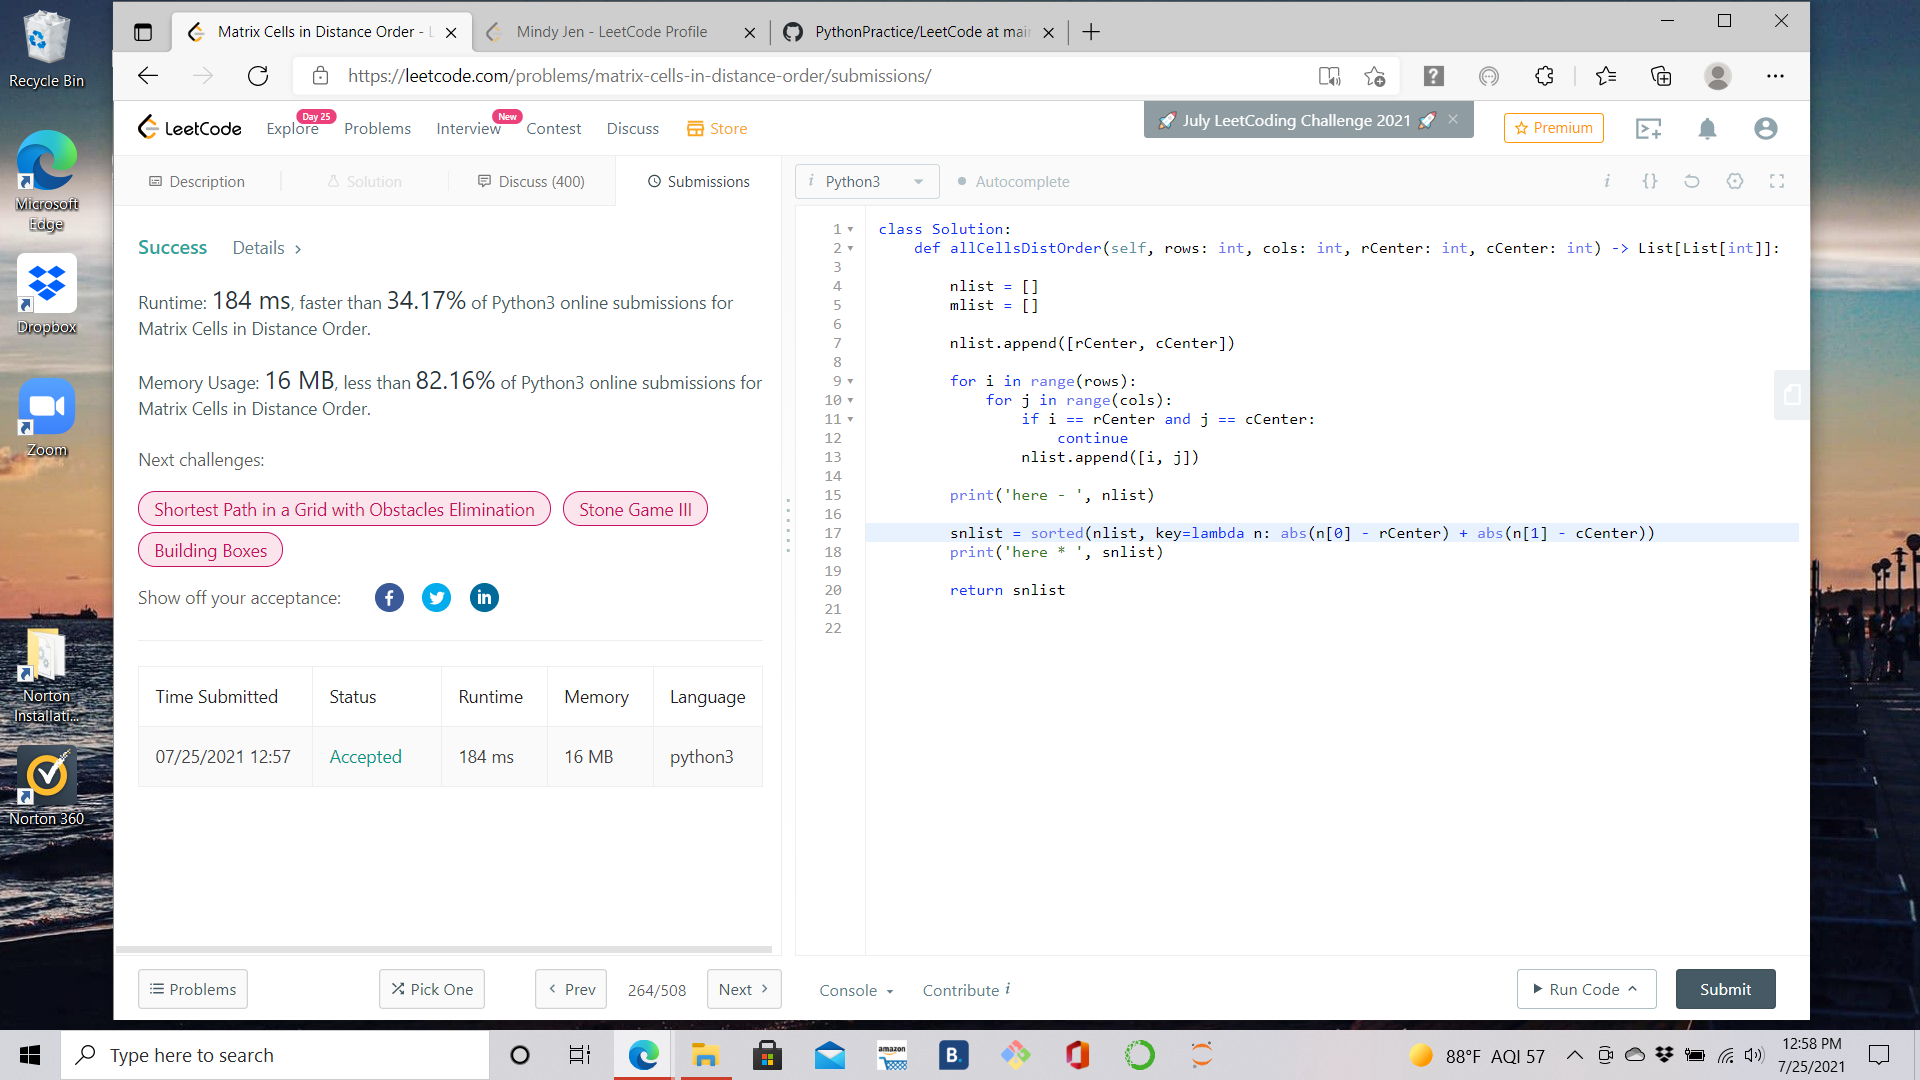 Recycle Bin
Microsoft
Edge
Dropbox
Zoom
Norton
Installati...
Norton 360
Matrix Cells in Distance Order - L
Mindy Jen - LeetCode Profile
PythonPractice/LeetCode at mai
https://leetcode.com/problems/matrix-cells-in-distance-order/submissions/
LeetCode
Explore
Day 25
Problems
Interview
New
Contest
Discuss
Store
July LeetCoding Challenge 2021
Premium
Description
Solution
Discuss (400)
Submissions
i Python3
Autocomplete
i {}
Success Details
Runtime: 184 ms, faster than 34.17% of Python3 online submissions for
Matrix Cells in Distance Order.
Memory Usage: 16 MB, less than 82.16% of Python3 online submissions for
Matrix Cells in Distance Order.
Next challenges:
Shortest Path in a Grid with Obstacles Elimination
Stone Game III
Building Boxes
Show off your acceptance:
Time Submitted Status Runtime Memory Language
07/25/2021 12:57 Accepted 184 ms 16 MB python3
1 class Solution:
2 def allCellsDistOrder(self, rows: int, cols: int, rCenter: int, cCenter: int) -> List[List[int]]:
3
4 nlist = []
5 mlist = []
6
7 nlist.append([rCenter, cCenter])
8
9 for i in range(rows):
10 for j in range(cols):
11 if i == rCenter and j == cCenter:
12 continue
13 nlist.append([i, j])
14
15 print('here - ', nlist)
16
17 snlist = sorted(nlist, key=lambda n: abs(n[0] - rCenter) + abs(n[1] - cCenter))
18 print('here * ', snlist)
19
20 return snlist
21
22
Problems
Pick One
Prev
264/508
Next
Console
Contribute i
Run Code
Submit
Type here to search
amazon
B.
88°F AQI 57
12:58 PM
7/25/2021